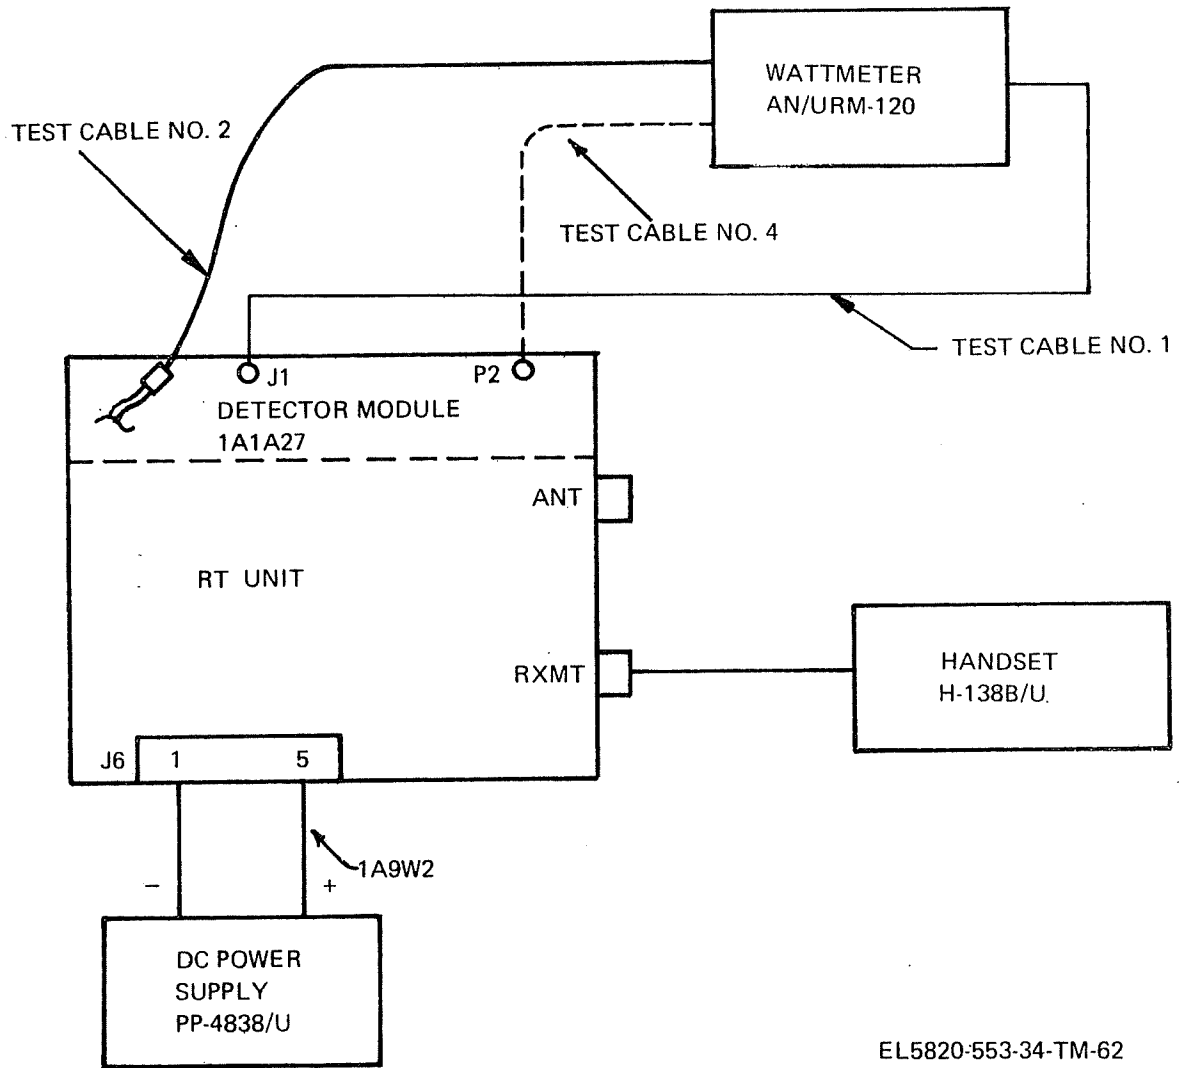 WATTMETER
AN/URM-120
TEST CABLE NO. 2
TEST CABLE NO. 4
TEST CABLE NO. 1
J1
P2
DETECTOR MODULE
1A1A27
ANT
RT UNIT
RXMT
HANDSET
H-138B/U.
J6 1 5
1A9W2
− +
DC POWER
SUPPLY
PP-4838/U
EL5820-553-34-TM-62